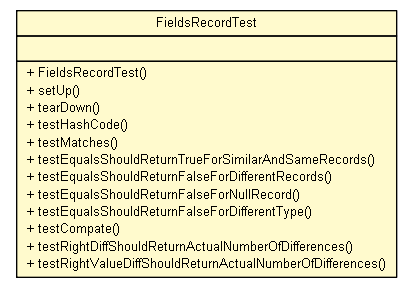 FieldsRecordTest
+ FieldsRecordTest()
+ setUp()
+ tearDown()
+ testHashCode()
+ testMatches()
+ testEqualsShouldReturnTrueForSimilarAndSameRecords()
+ testEqualsShouldReturnFalseForDifferentRecords()
+ testEqualsShouldReturnFalseForNullRecord()
+ testEqualsShouldReturnFalseForDifferentType()
+ testCompate()
+ testRightDiffShouldReturnActualNumberOfDifferences()
+ testRightValueDiffShouldReturnActualNumberOfDifferences()